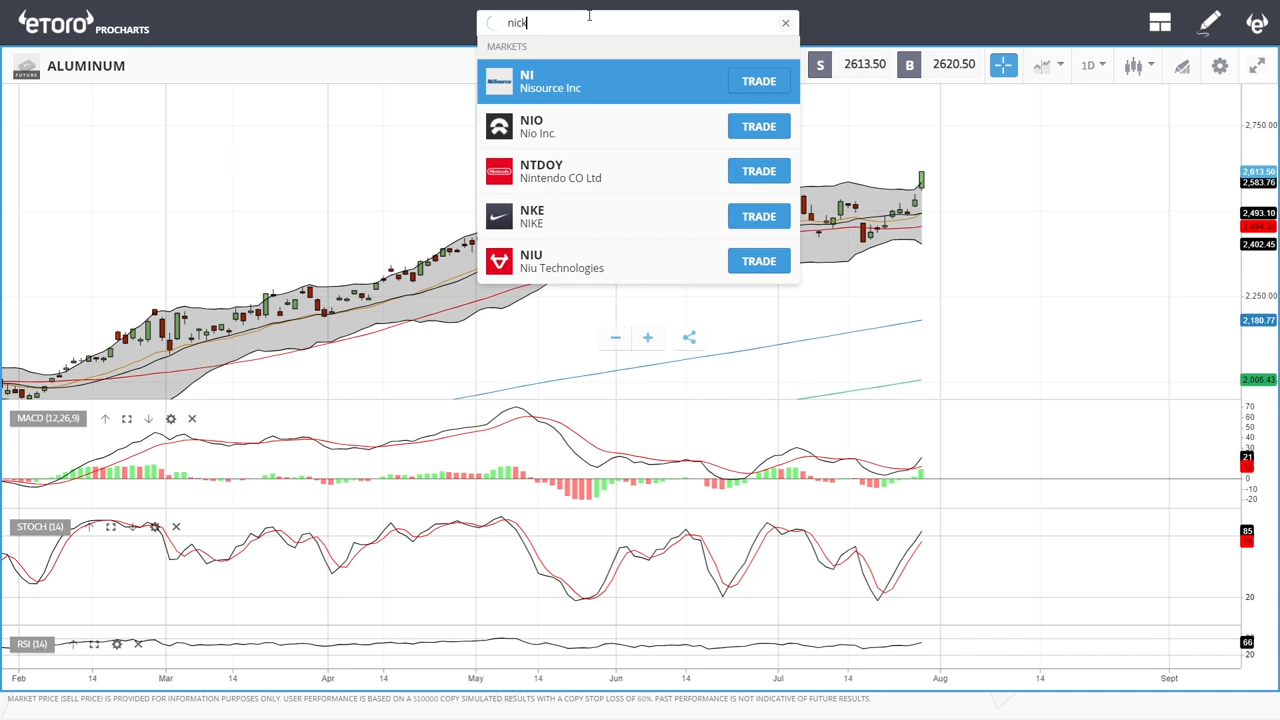 etoro PROCHARTS
nick
MARKETS
FUTURE
ALUMINUM
S 2613.50 B 2620.50 1D
NI
Nisource Inc
TRADE
NIO
Nio Inc.
TRADE
NTDOY
Nintendo CO Ltd
TRADE
NKE
NIKE
TRADE
NIU
Niu Technologies
TRADE
2,750.00
2,613.50
2,583.76
2,493.10
2,402.45
2,250.00
2,180.77
2,006.43
MACD (12,26,9)
70
60
50
40
30
21
0
-10
-20
STOCH (14)
85
20
RSI (14)
66
20
Feb 14 Mar 14 Apr 14 May 14 Jun 14 Jul 14 Aug 14 Sept
MARKET PRICE (SELL PRICE) IS PROVIDED FOR INFORMATION PURPOSES ONLY. USER PERFORMANCE IS BASED ON A $10000 COPY SIMULATED RESULTS WITH A COPY STOP LOSS OF 60%. PAST PERFORMANCE IS NOT INDICATIVE OF FUTURE RESULTS.